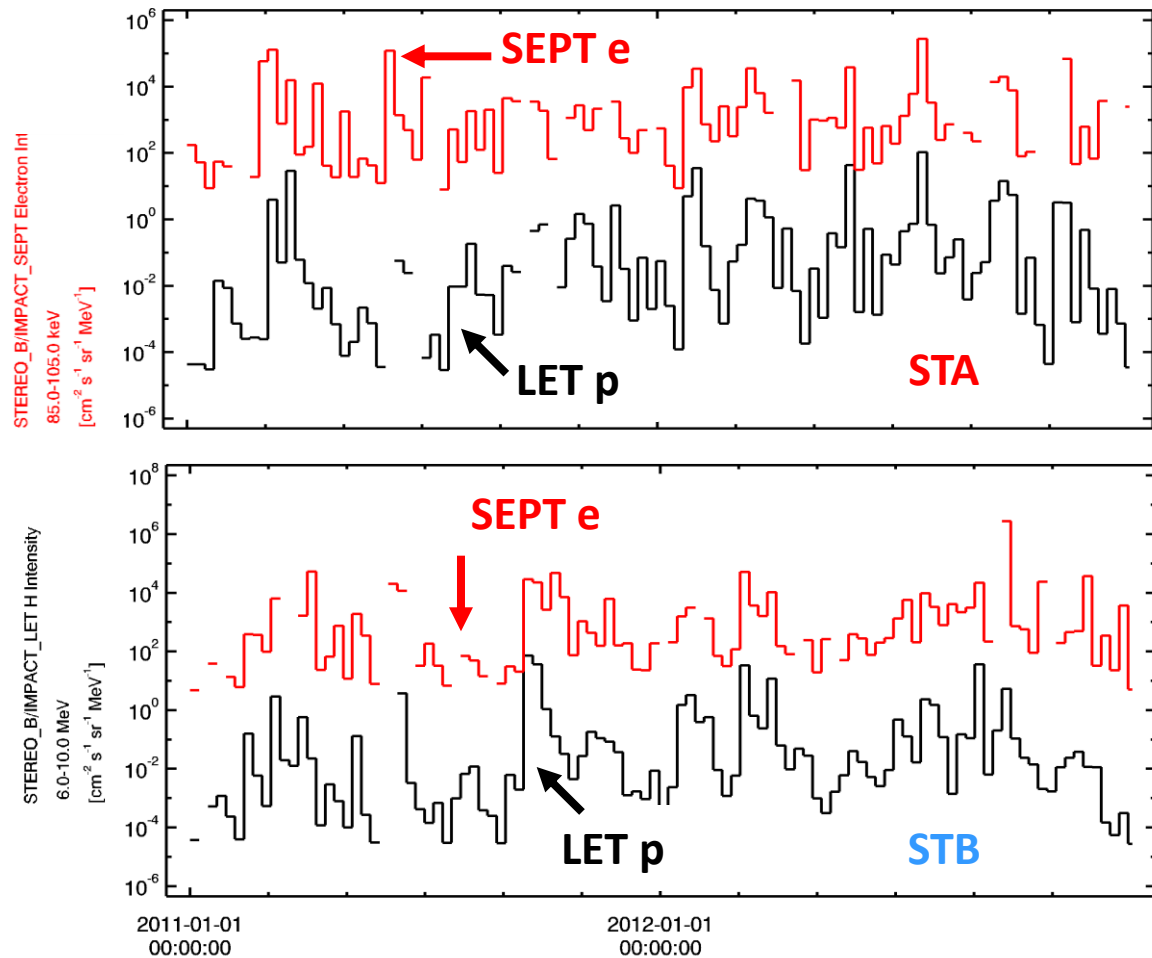 STEREO_B/IMPACT_SEPT Electron Int
85.0-105.0 keV
[cm⁻² s⁻¹ sr⁻¹ MeV⁻¹]
10⁶
10⁴
10²
10⁰
10⁻²
10⁻⁴
10⁻⁶
SEPT e
LET p
STA
STEREO_B/IMPACT_LET H Intensity
6.0-10.0 MeV
[cm⁻² s⁻¹ sr⁻¹ MeV⁻¹]
10⁸
10⁶
10⁴
10²
10⁰
10⁻²
10⁻⁴
10⁻⁶
SEPT e
LET p
STB
2011-01-01
00:00:00
2012-01-01
00:00:00